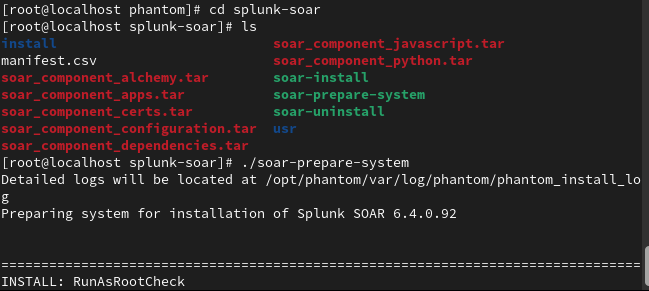 [root@localhost phantom]# cd splunk-soar
[root@localhost splunk-soar]# ls
install soar_component_javascript.tar
manifest.csv soar_component_python.tar
soar_component_alchemy.tar soar-install
soar_component_apps.tar soar-prepare-system
soar_component_certs.tar soar-uninstall
soar_component_configuration.tar usr
soar_component_dependencies.tar
[root@localhost splunk-soar]# ./soar-prepare-system
Detailed logs will be located at /opt/phantom/var/log/phantom/phantom_install_lo
g
Preparing system for installation of Splunk SOAR 6.4.0.92
================================================================================
INSTALL: RunAsRootCheck